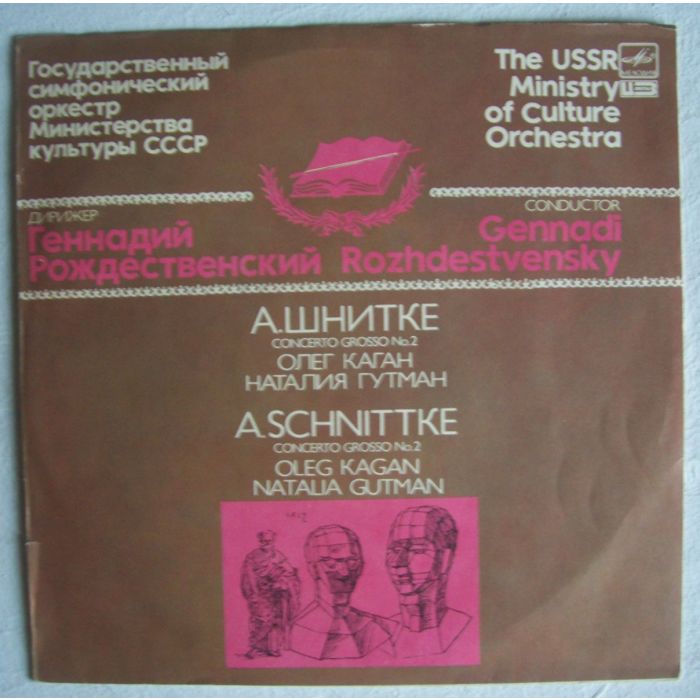 Государственный
симфонический
оркестр
Министерства
культуры СССР
The USSR
Ministry
of Culture
Orchestra
ДИРИЖЕР
Геннадий
Рождественский
CONDUCTOR
Gennadi
Rozhdestvensky
А.ШНИТКЕ
CONCERTO GROSSO No.2
ОЛЕГ КАГАН
НАТАЛИЯ ГУТМАН
A.SCHNITTKE
CONCERTO GROSSO No.2
OLEG KAGAN
NATALIA GUTMAN